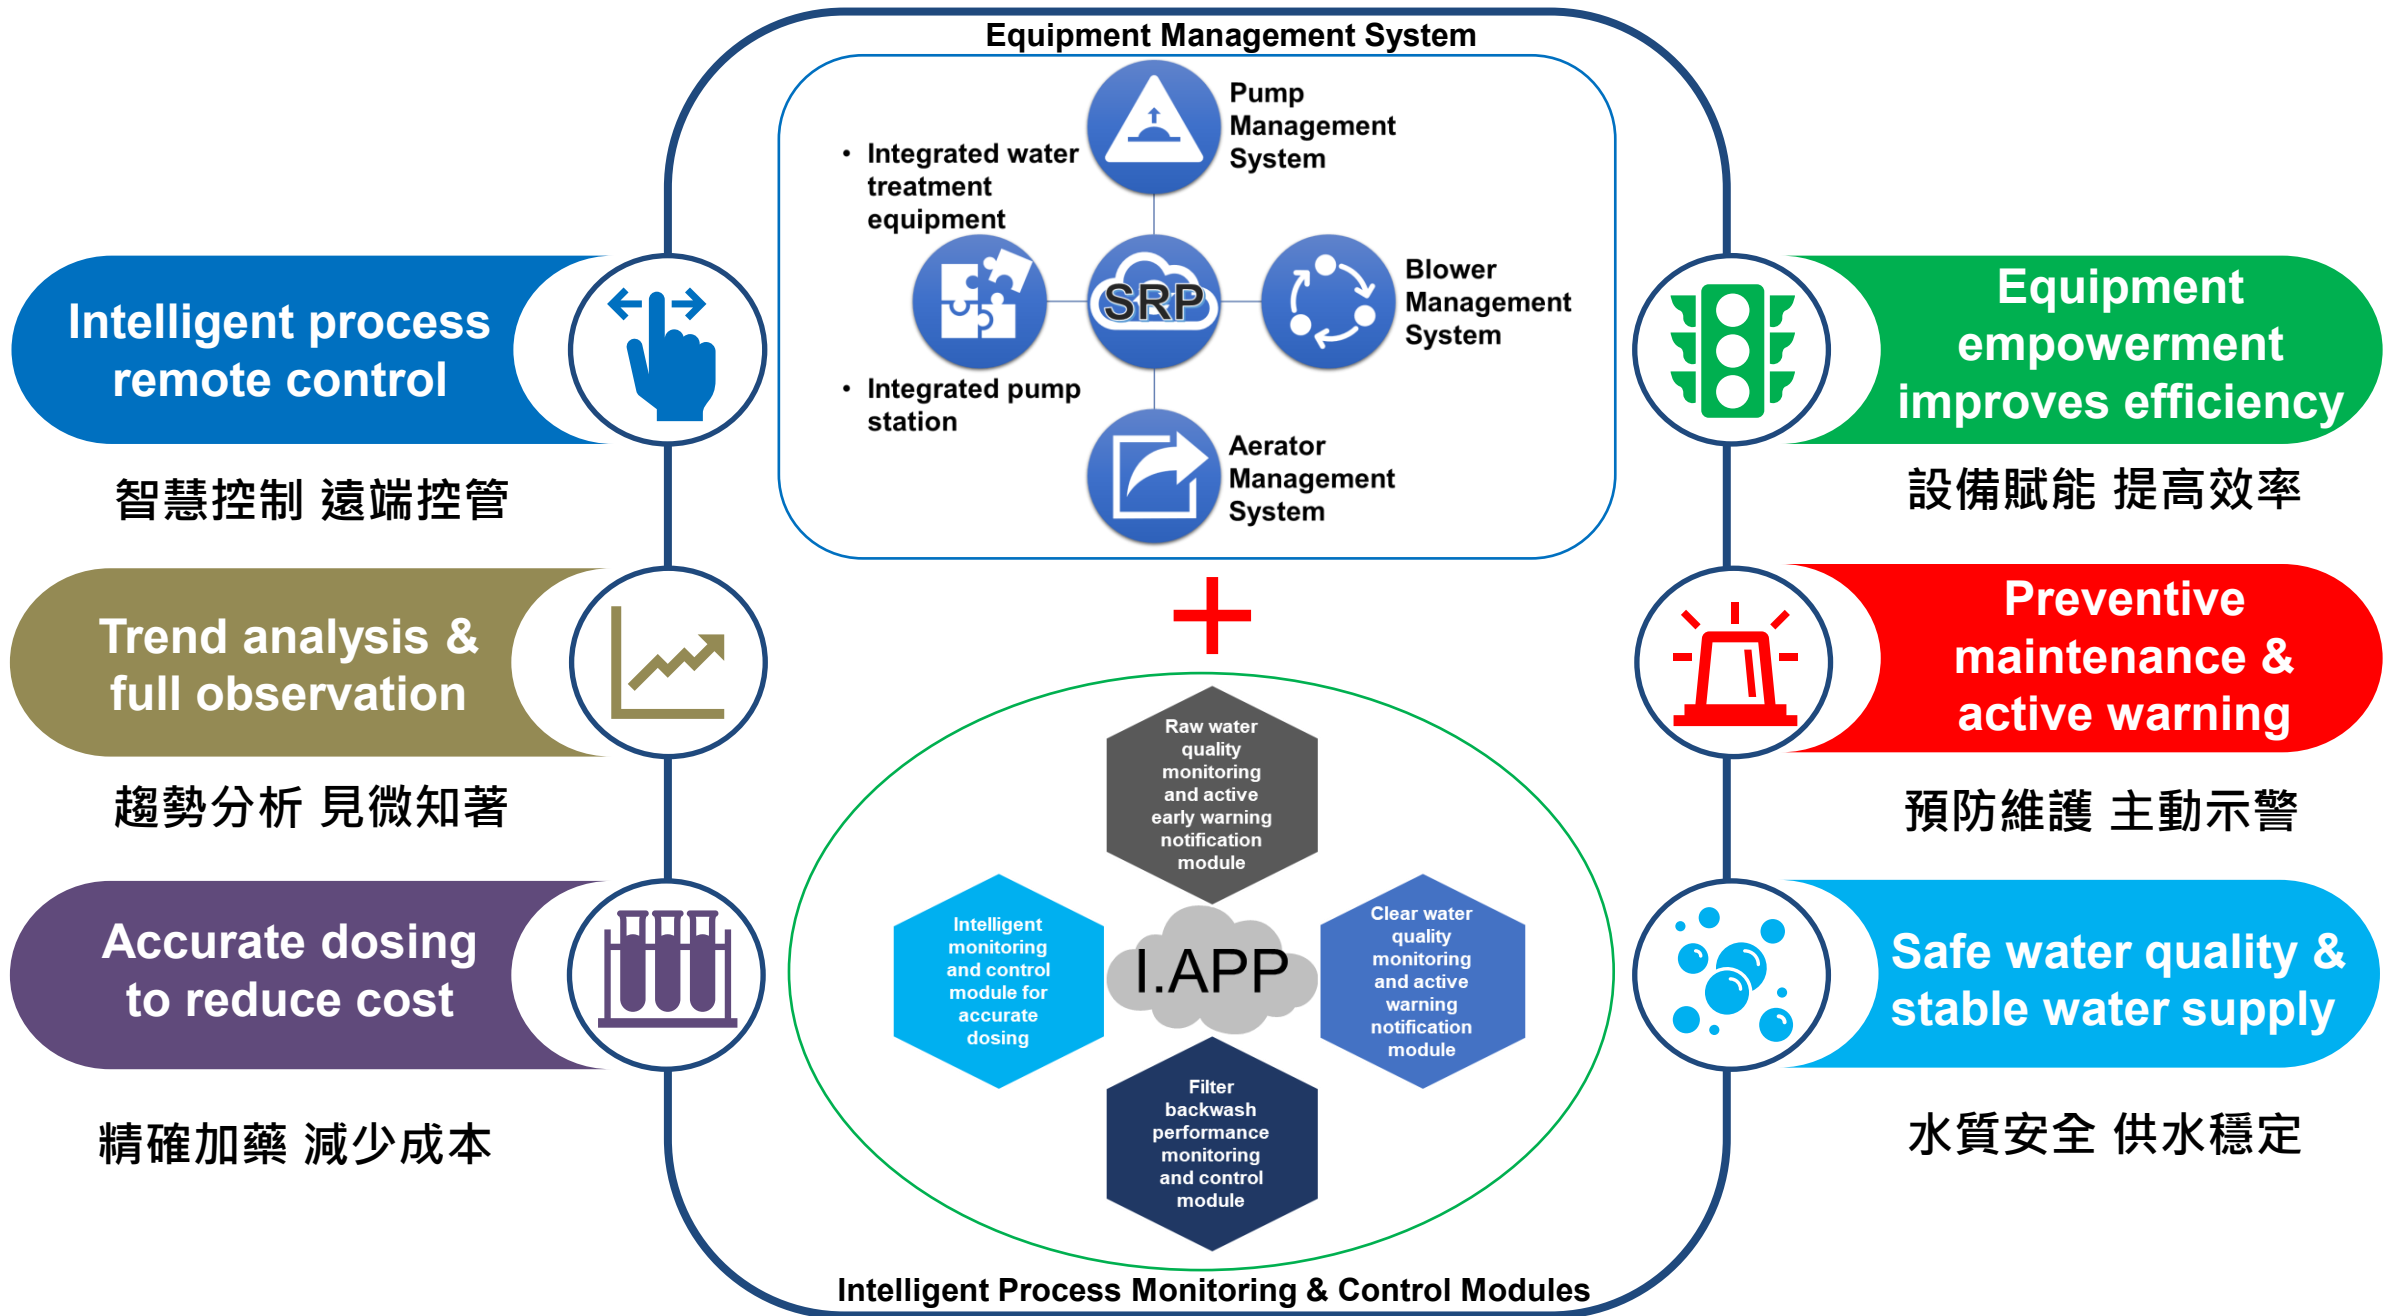 Equipment Management System
Pump
Management
System
• Integrated water
treatment
equipment
SRP
Blower
Management
System
• Integrated pump
station
Aerator
Management
System
Intelligent process
remote control
智慧控制 遠端控管
Trend analysis &
full observation
趨勢分析 見微知著
Accurate dosing
to reduce cost
精確加藥 減少成本
+
Raw water
quality
monitoring
and active
early warning
notification
module
Intelligent
monitoring
and control
module for
accurate
dosing
I.APP
Clear water
quality
monitoring
and active
warning
notification
module
Filter
backwash
performance
monitoring
and control
module
Intelligent Process Monitoring & Control Modules
Equipment
empowerment
improves efficiency
設備賦能 提高效率
Preventive
maintenance &
active warning
預防維護 主動示警
Safe water quality &
stable water supply
水質安全 供水穩定